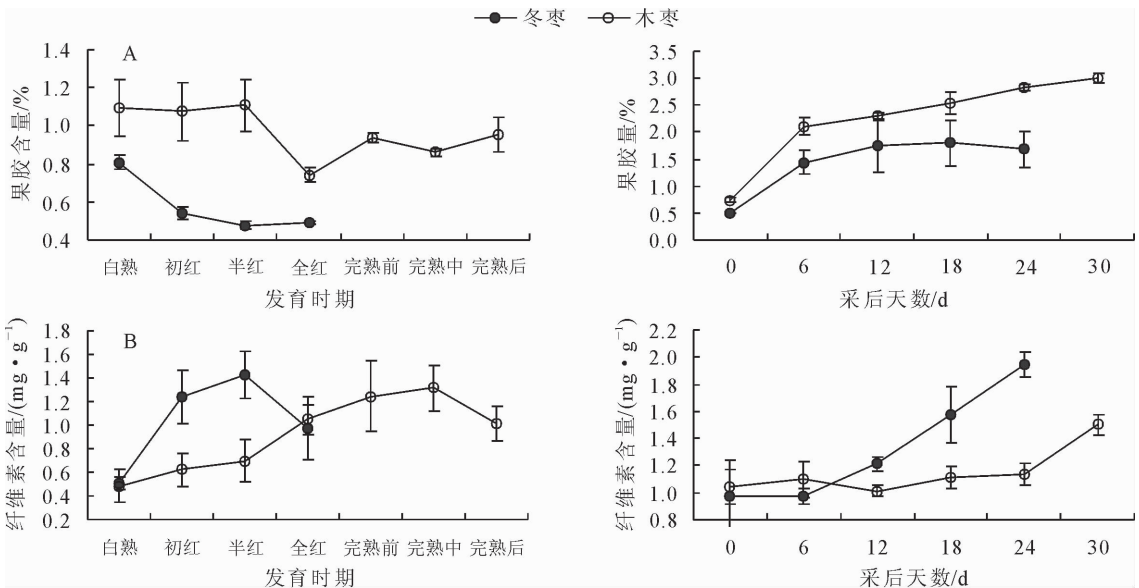 冬枣 木枣
A
果胶含量/%
1.4
1.2
1.0
0.8
0.6
0.4
白熟 初红 半红 全红 完熟前 完熟中 完熟后
发育时期
果胶量/%
3.5
3.0
2.5
2.0
1.5
1.0
0.5
0.0
0 6 12 18 24 30
采后天数/d
B
纤维素含量/(mg·g⁻¹)
1.8
1.6
1.4
1.2
1.0
0.8
0.6
0.4
0.2
白熟 初红 半红 全红 完熟前 完熟中 完熟后
发育时期
纤维素含量/(mg·g⁻¹)
2.2
2.0
1.8
1.6
1.4
1.2
1.0
0.8
0 6 12 18 24 30
采后天数/d